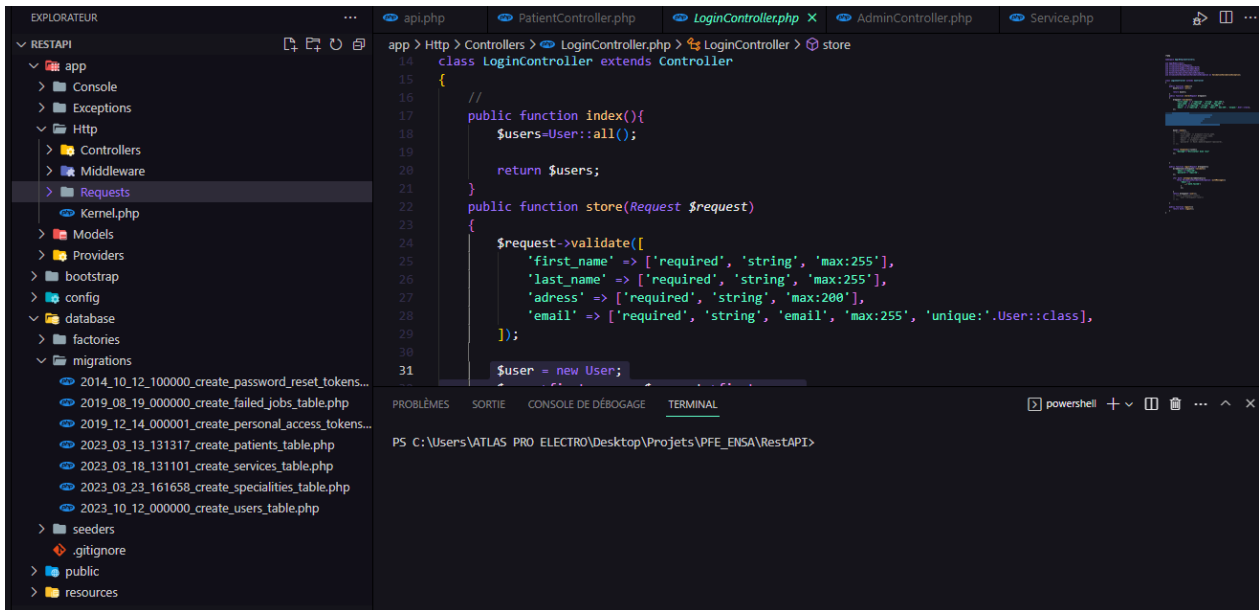 EXPLORATEUR ...
RESTAPI
app
Console
Exceptions
Http
Controllers
Middleware
Requests
Kernel.php
Models
Providers
bootstrap
config
database
factories
migrations
2014_10_12_100000_create_password_reset_tokens...
2019_08_19_000000_create_failed_jobs_table.php
2019_12_14_000001_create_personal_access_tokens...
2023_03_13_131317_create_patients_table.php
2023_03_18_131101_create_services_table.php
2023_03_23_161658_create_specialities_table.php
2023_10_12_000000_create_users_table.php
seeders
.gitignore
public
resources
api.php PatientController.php LoginController.php AdminController.php Service.php
app > Http > Controllers > LoginController.php > LoginController > store
14 class LoginController extends Controller
15 {
16 //
17 public function index(){
18 $users=User::all();
19
20 return $users;
21 }
22 public function store(Request $request)
23 {
24 $request->validate([
25 'first_name' => ['required', 'string', 'max:255'],
26 'last_name' => ['required', 'string', 'max:255'],
27 'adress' => ['required', 'string', 'max:200'],
28 'email' => ['required', 'string', 'email', 'max:255', 'unique:'.User::class],
29 ]);
30
31 $user = new User;
PROBLÈMES SORTIE CONSOLE DE DÉBOGAGE TERMINAL powershell
PS C:\Users\ATLAS PRO ELECTRO\Desktop\Projets\PFE_ENSA\RestAPI>